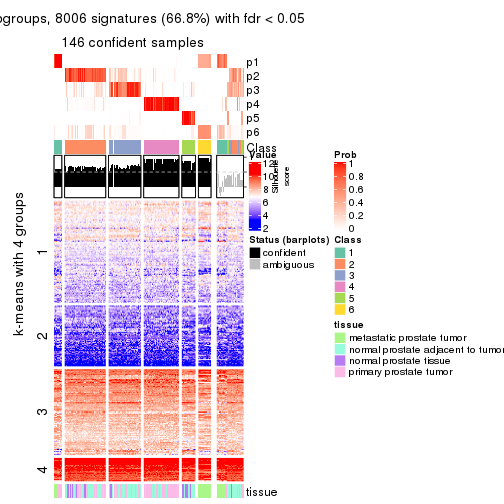 ogroups, 8006 signatures (66.8%) with fdr < 0.05
146 confident samples
p1
p2
p3
p4
p5
p6
Class
silhouette
score
k-means with 4 groups
1
2
3
4
tissue
Value
12
6
4
2
Status (barplots)
confident
ambiguous
Prob
1
0.8
0.6
0.4
0.2
0
Class
1
2
3
4
5
6
tissue
metastatic prostate tumor
normal prostate adjacent to tumor
normal prostate tissue
primary prostate tumor